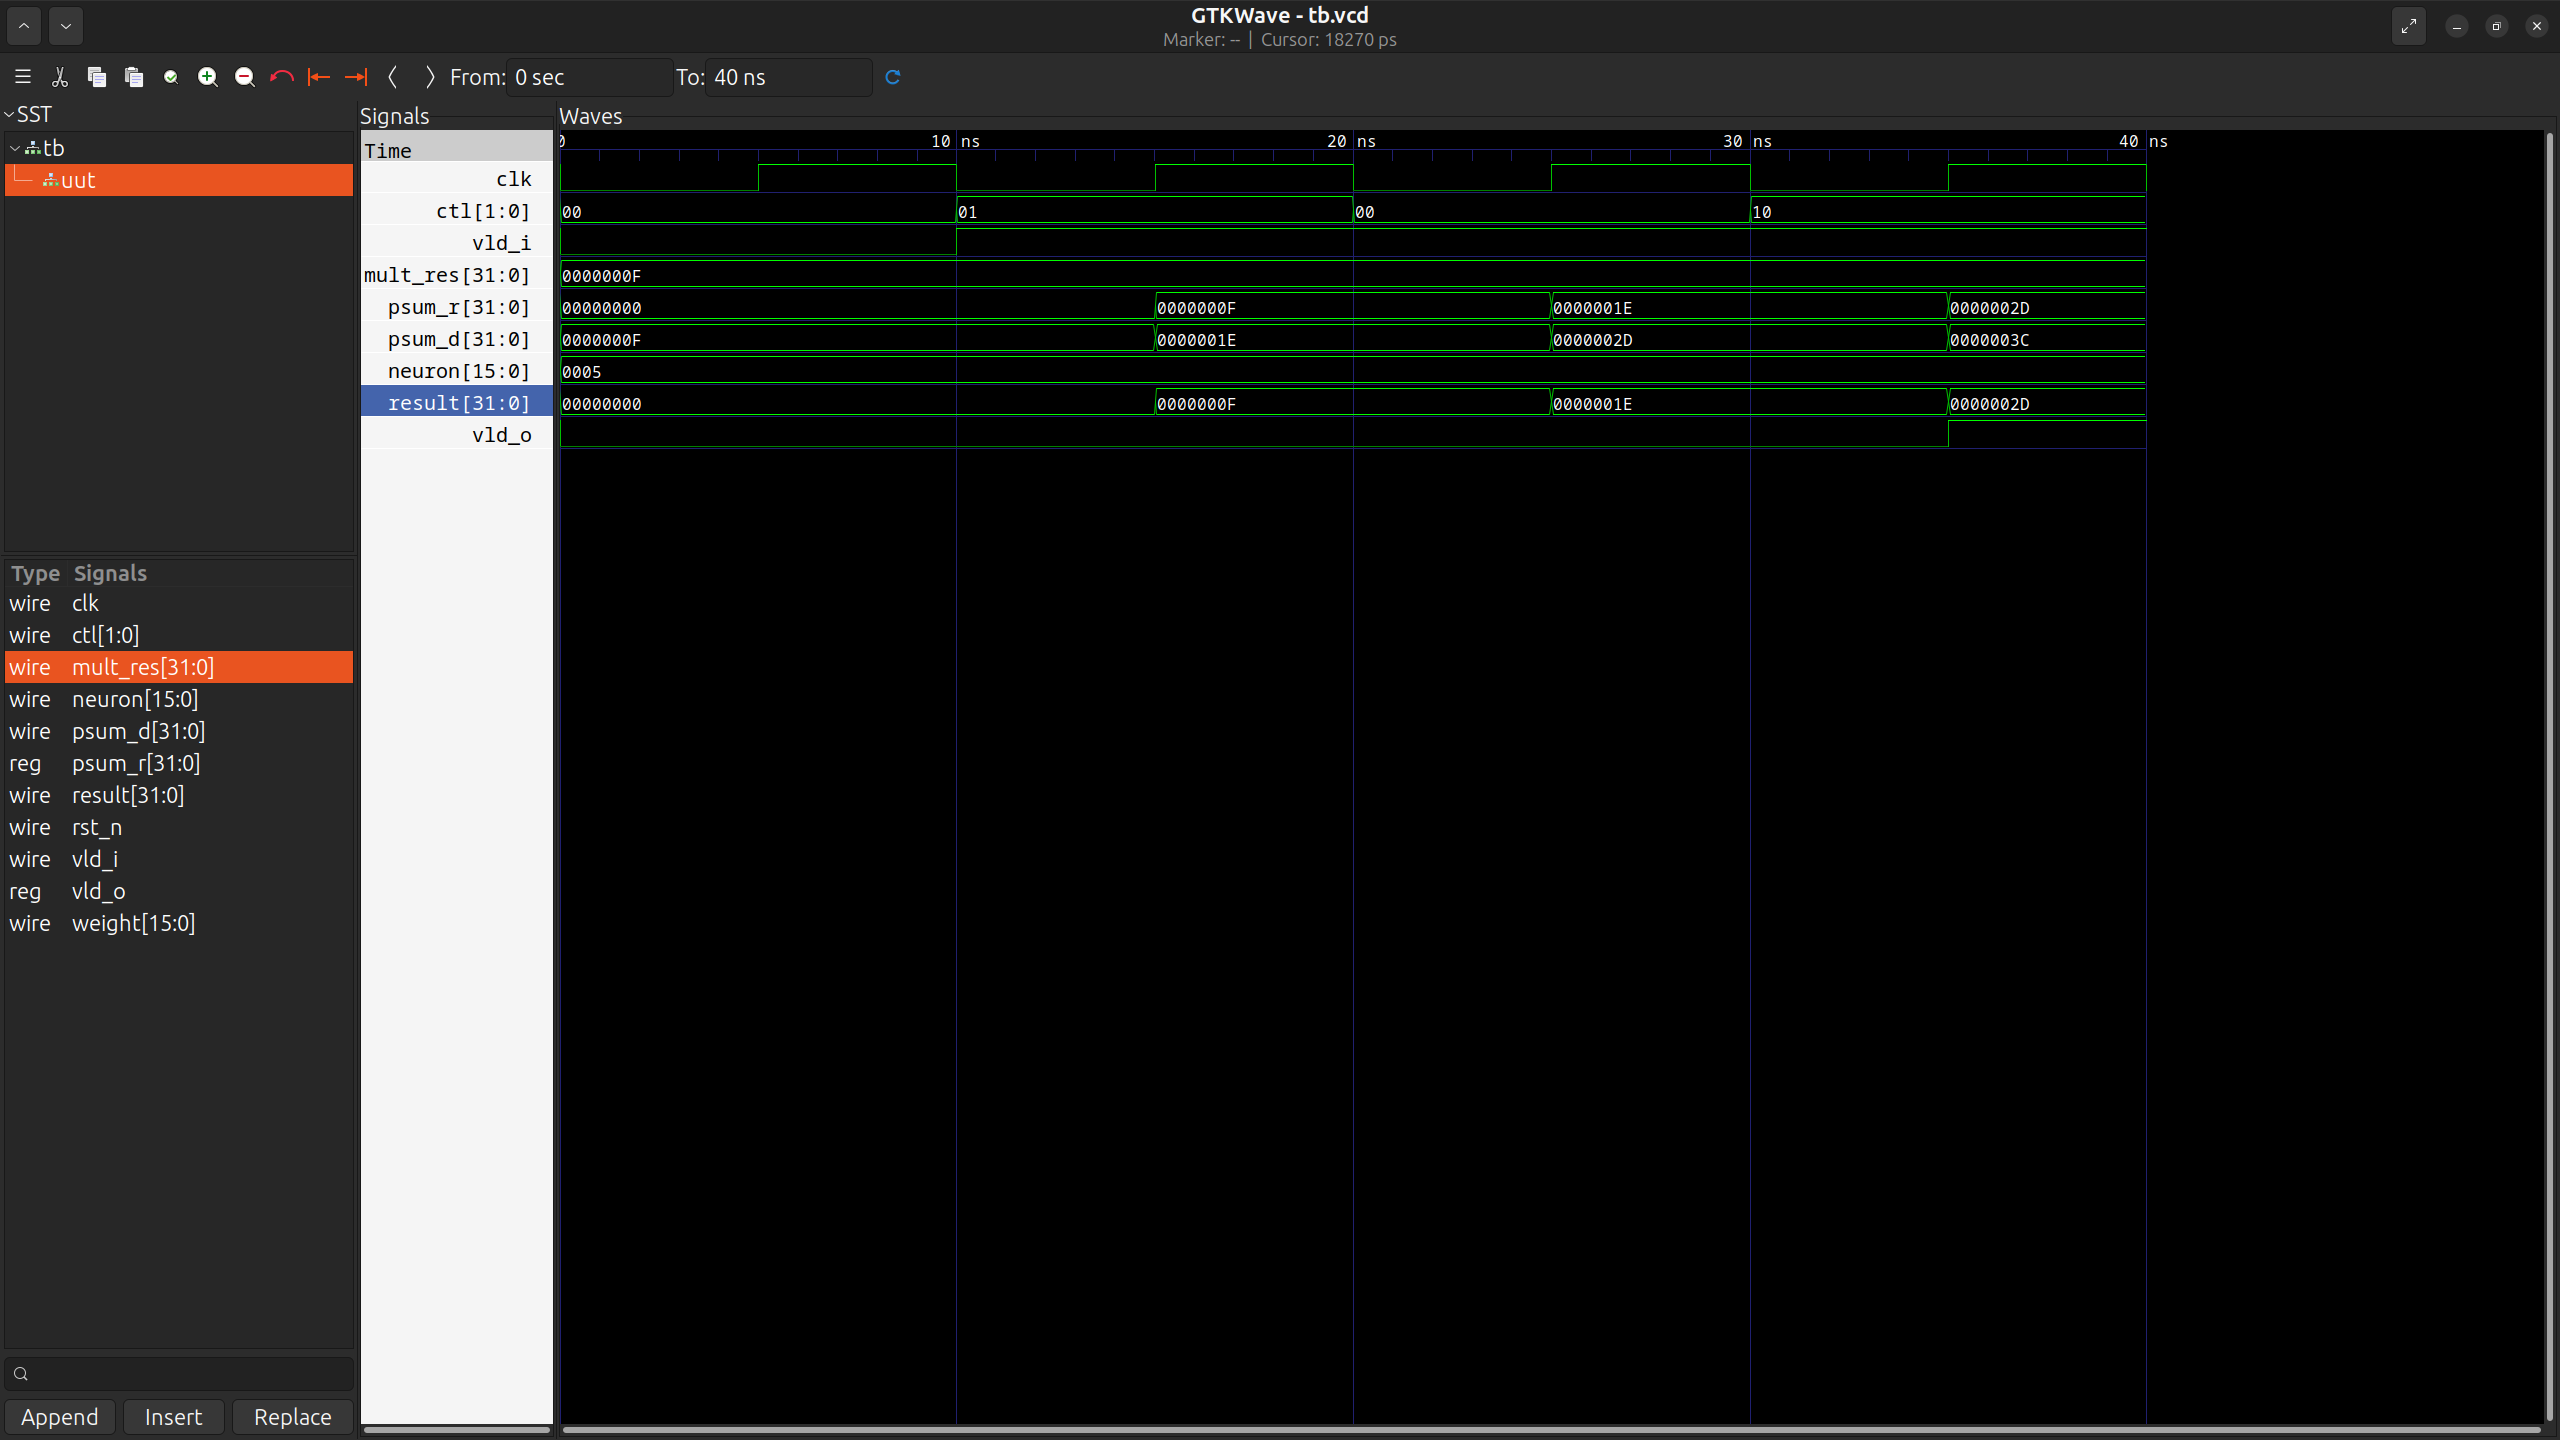 GTKWave - tb.vcd
Marker: -- | Cursor: 18270 ps
From: 0 sec To: 40 ns
SST
tb
uut
Type Signals
wire clk
wire ctl[1:0]
wire mult_res[31:0]
wire neuron[15:0]
wire psum_d[31:0]
reg psum_r[31:0]
wire result[31:0]
wire rst_n
wire vld_i
reg vld_o
wire weight[15:0]
Append Insert Replace
Signals
Time
clk
ctl[1:0]
vld_i
mult_res[31:0]
psum_r[31:0]
psum_d[31:0]
neuron[15:0]
result[31:0]
vld_o
Waves
0 10 ns 20 ns 30 ns 40 ns
00 01 00 10
0000000F
00000000 0000000F 0000001E 0000002D
0000000F 0000001E 0000002D 0000003C
0005
00000000 0000000F 0000001E 0000002D